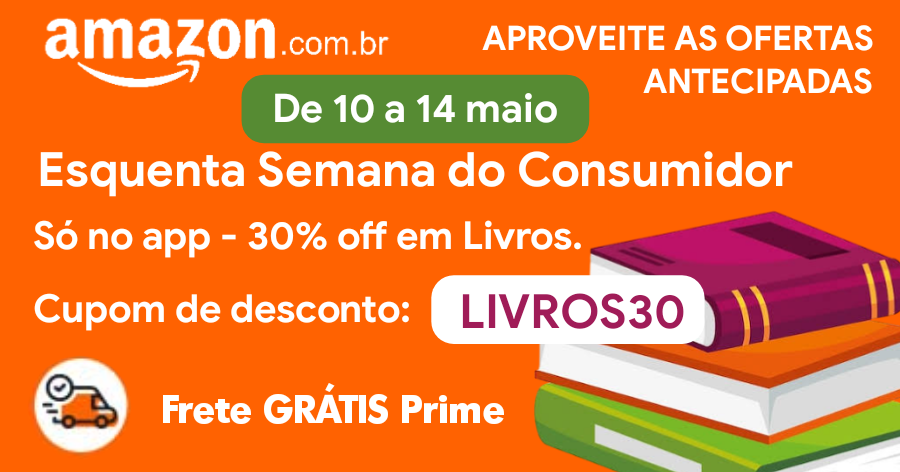 amazon.com.br
APROVEITE AS OFERTAS
ANTECIPADAS
De 10 a 14 maio
Esquenta Semana do Consumidor
Só no app - 30% off em Livros.
Cupom de desconto: LIVROS30
Frete GRÁTIS Prime